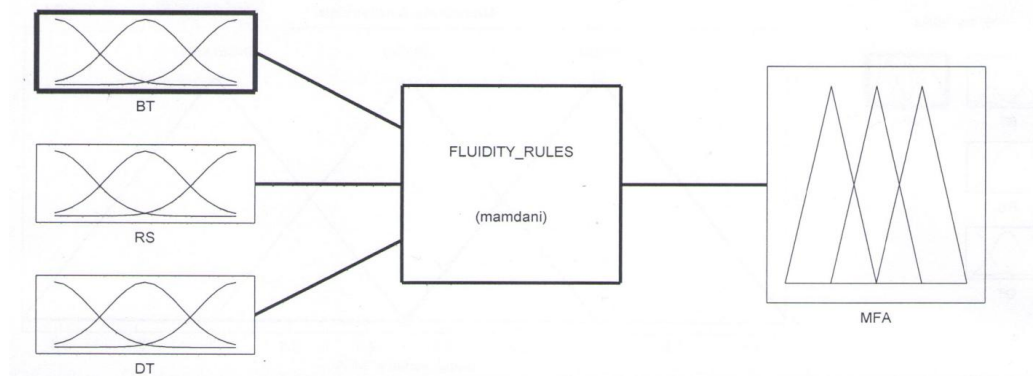 BT
FLUIDITY_RULES
(mamdani)
RS
DT
MFA